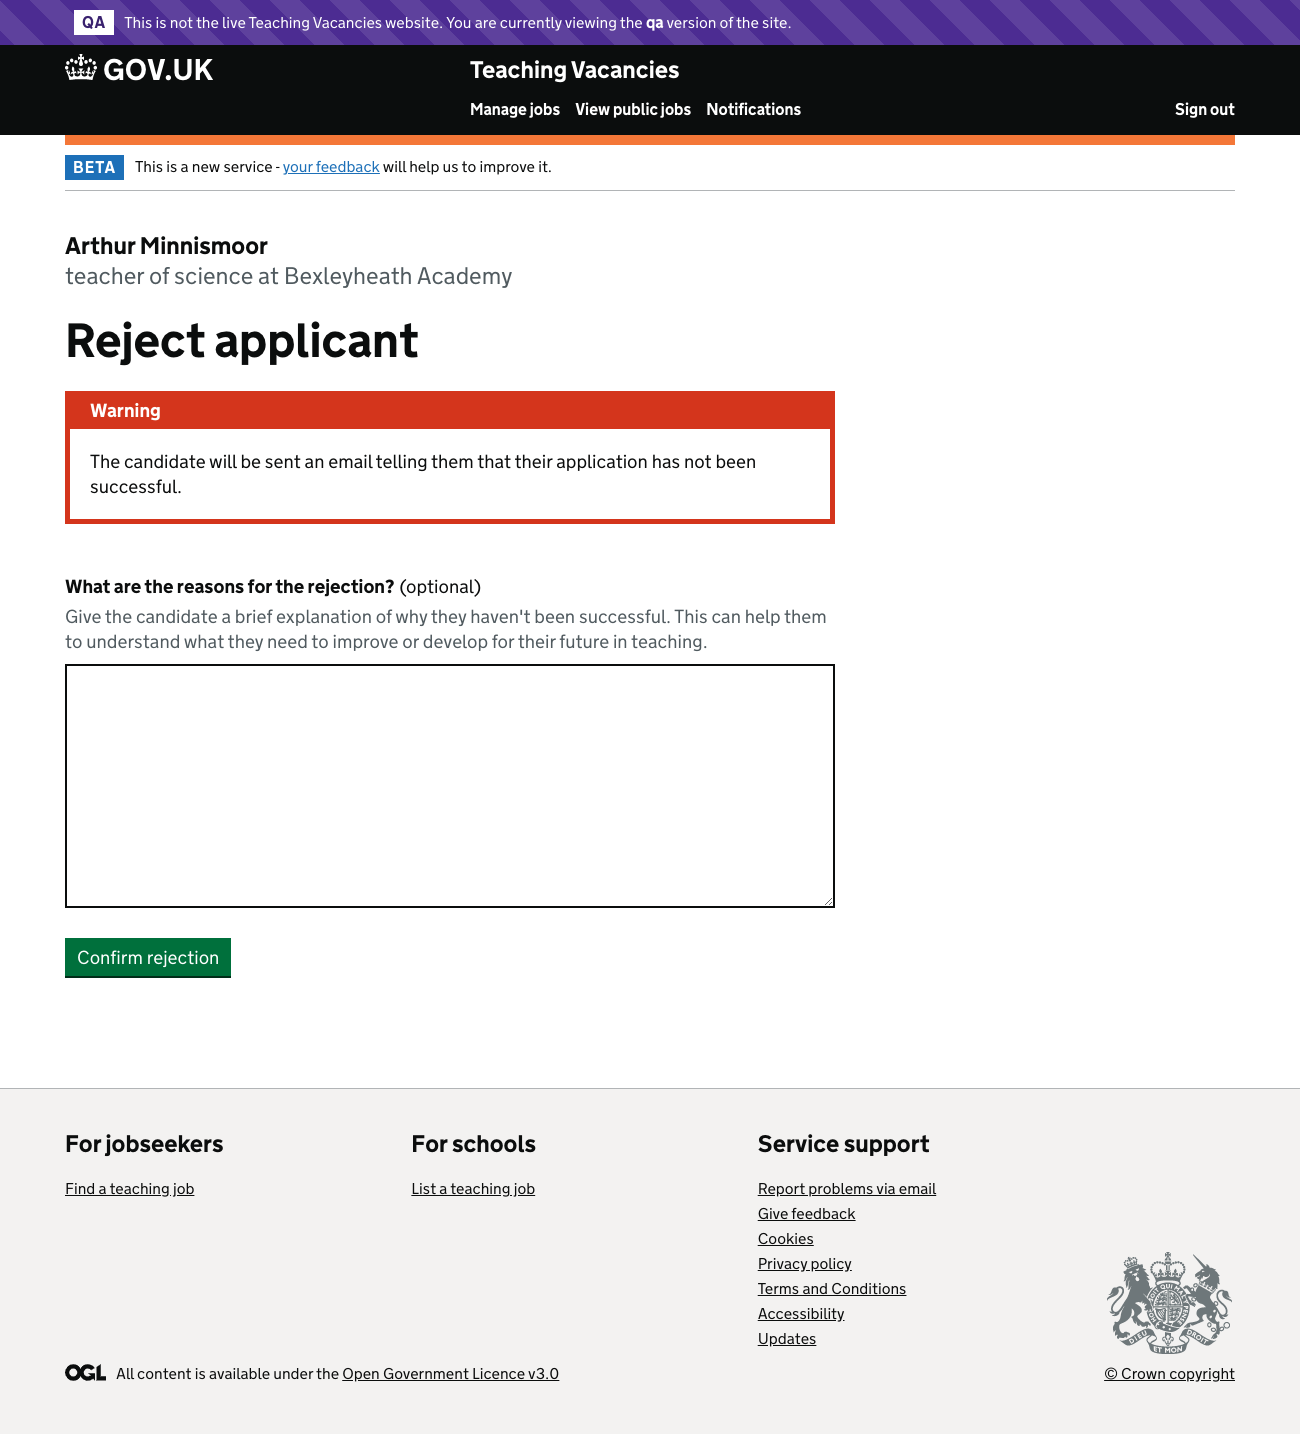 QA This is not the live Teaching Vacancies website. You are currently viewing the qa version of the site.
GOV.UK Teaching Vacancies
Manage jobs View public jobs Notifications Sign out
BETA This is a new service - your feedback will help us to improve it.
Arthur Minnismoor
teacher of science at Bexleyheath Academy
Reject applicant
Warning
The candidate will be sent an email telling them that their application has not been
successful.
What are the reasons for the rejection? (optional)
Give the candidate a brief explanation of why they haven't been successful. This can help them
to understand what they need to improve or develop for their future in teaching.
Confirm rejection
For jobseekers For schools Service support
Find a teaching job List a teaching job Report problems via email
Give feedback
Cookies
Privacy policy
Terms and Conditions
Accessibility
Updates
DIEU ET MON DROIT
OGL All content is available under the Open Government Licence v3.0 © Crown copyright